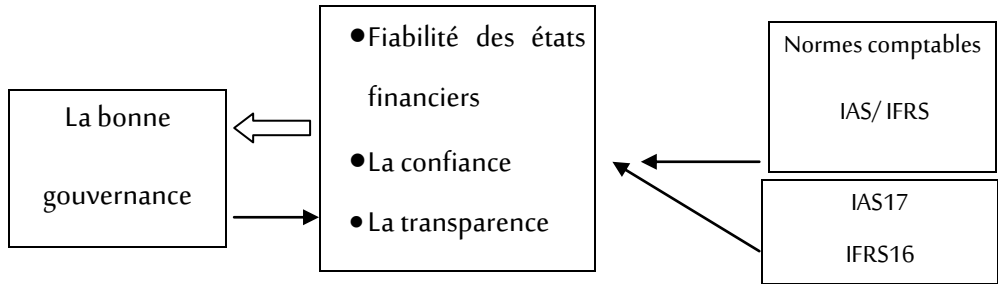 La bonne
gouvernance
●Fiabilité des états
financiers
●La confiance
●La transparence
Normes comptables
IAS/ IFRS
IAS17
IFRS16